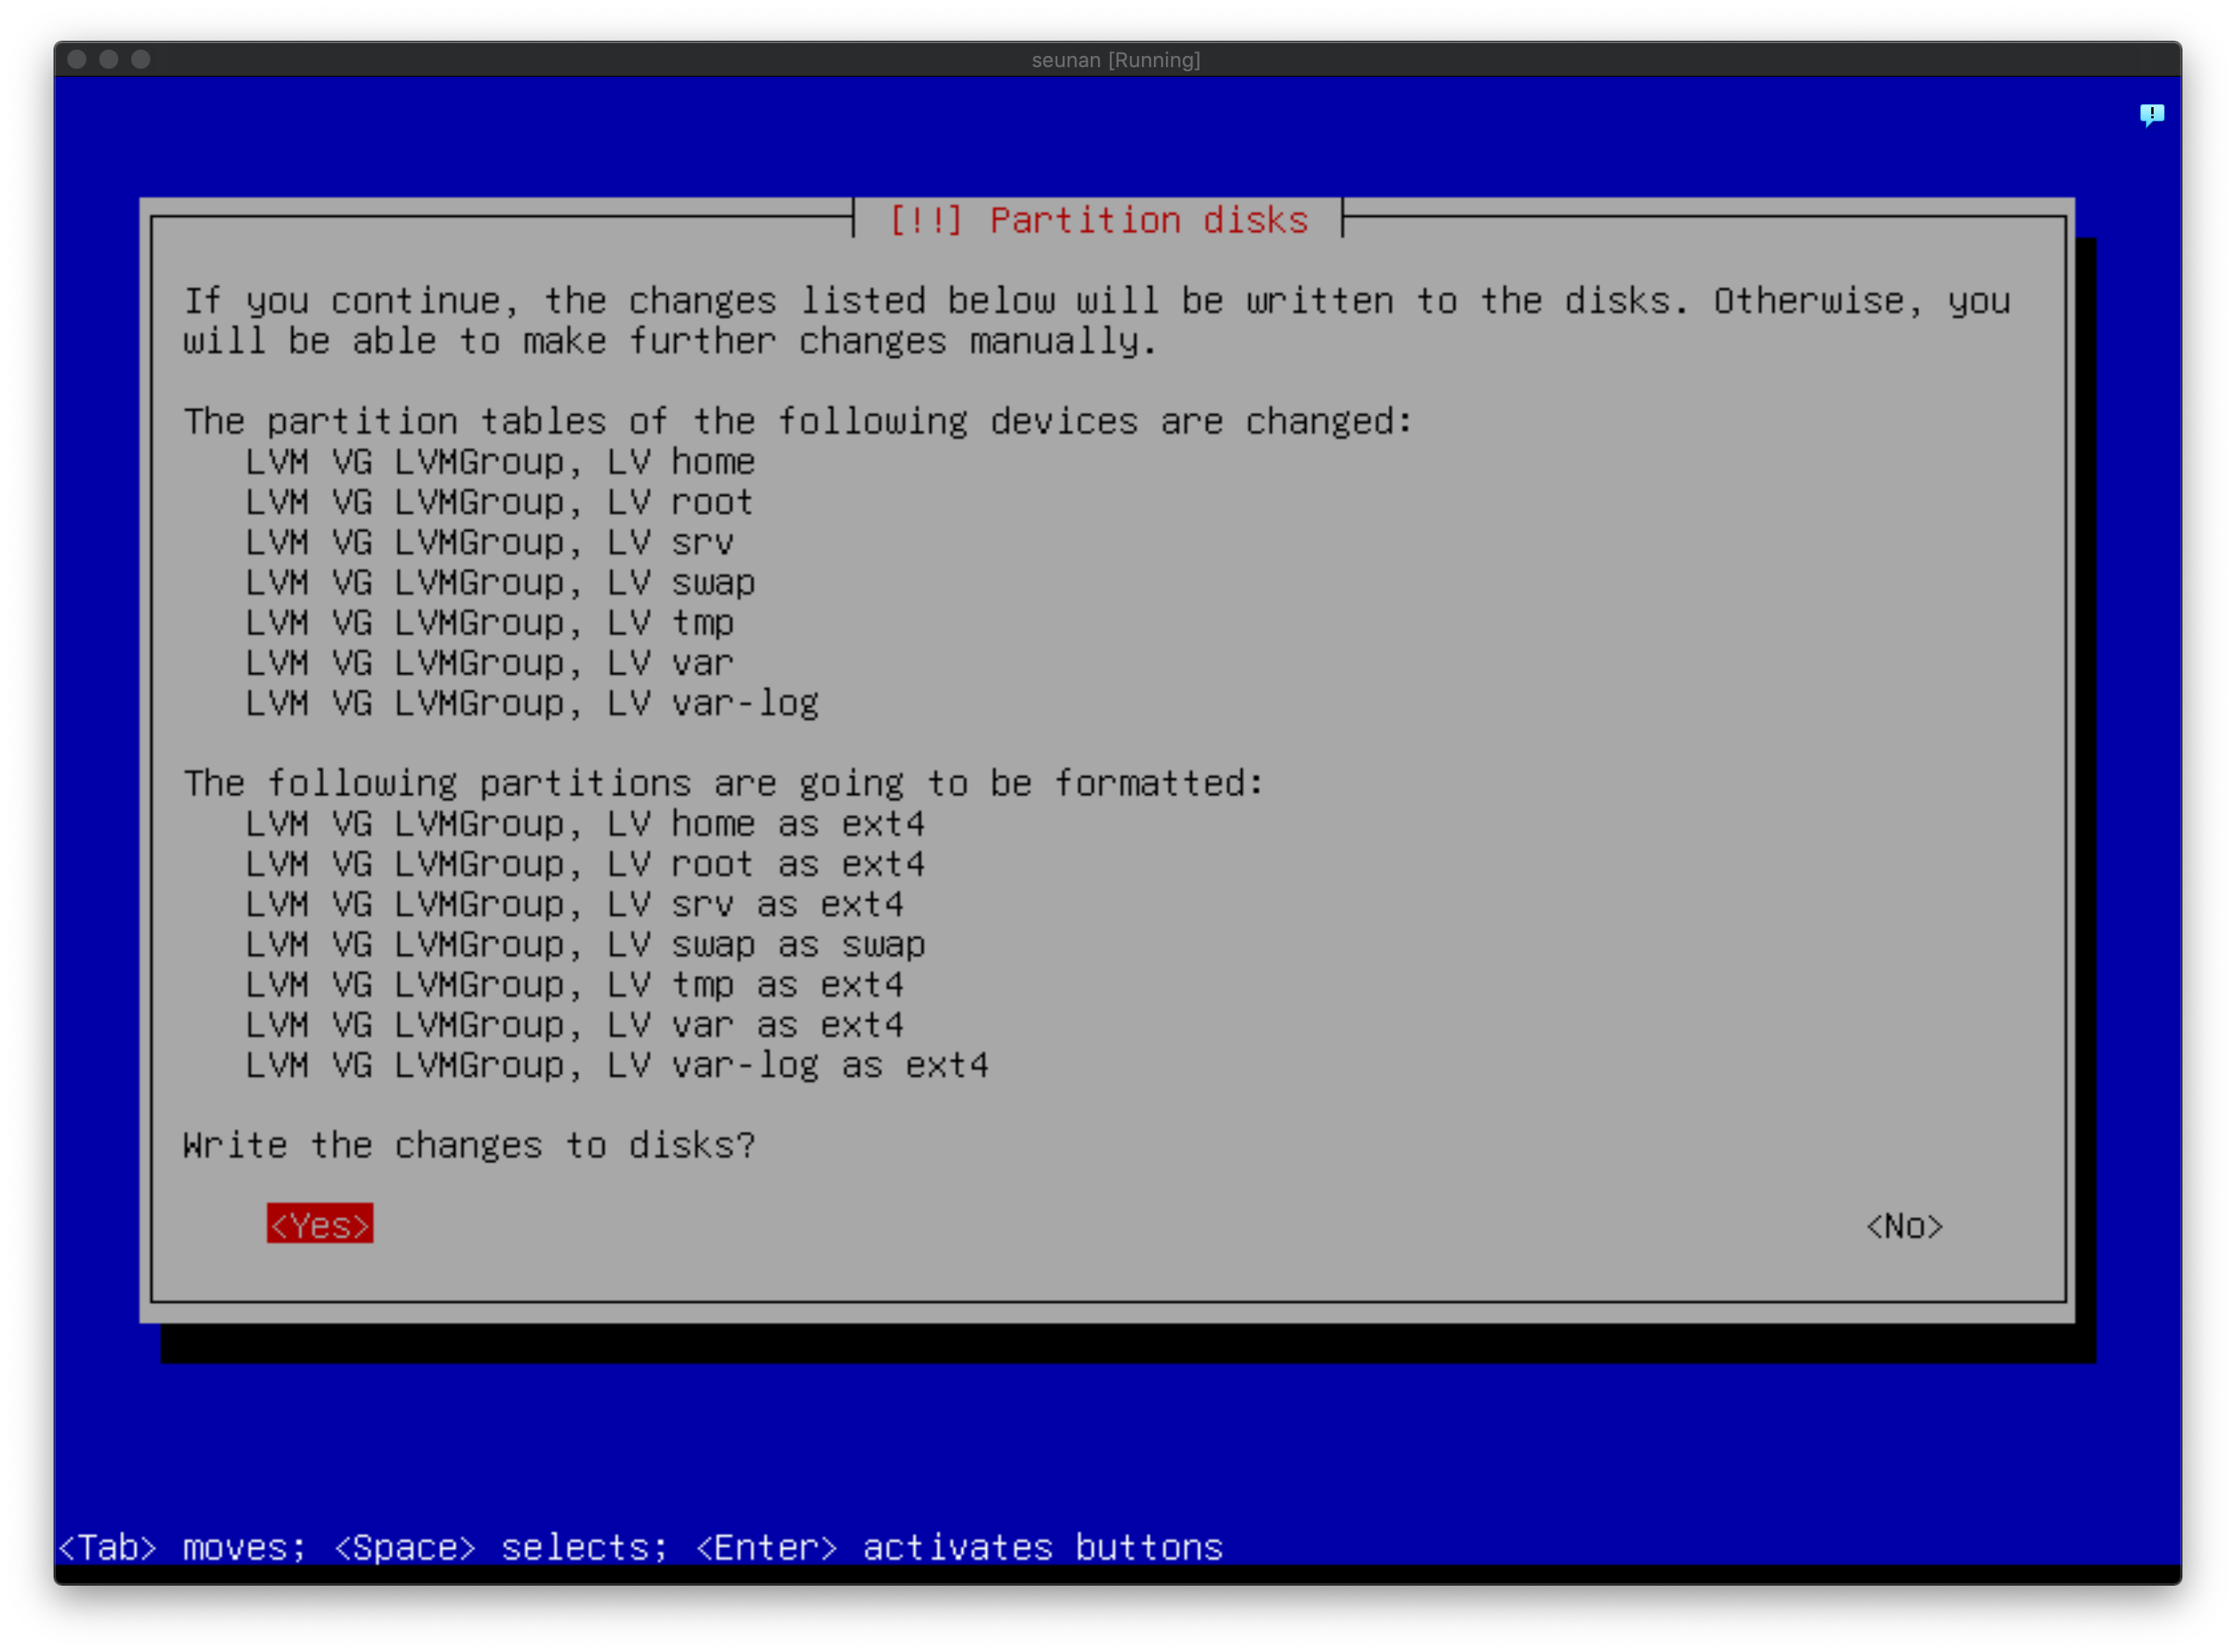 seunan [Running]
[!!] Partition disks
If you continue, the changes listed below will be written to the disks. Otherwise, you
will be able to make further changes manually.
The partition tables of the following devices are changed:
LVM VG LVMGroup, LV home
LVM VG LVMGroup, LV root
LVM VG LVMGroup, LV srv
LVM VG LVMGroup, LV swap
LVM VG LVMGroup, LV tmp
LVM VG LVMGroup, LV var
LVM VG LVMGroup, LV var-log
The following partitions are going to be formatted:
LVM VG LVMGroup, LV home as ext4
LVM VG LVMGroup, LV root as ext4
LVM VG LVMGroup, LV srv as ext4
LVM VG LVMGroup, LV swap as swap
LVM VG LVMGroup, LV tmp as ext4
LVM VG LVMGroup, LV var as ext4
LVM VG LVMGroup, LV var-log as ext4
Write the changes to disks?
<Yes> <No>
<Tab> moves; <Space> selects; <Enter> activates buttons